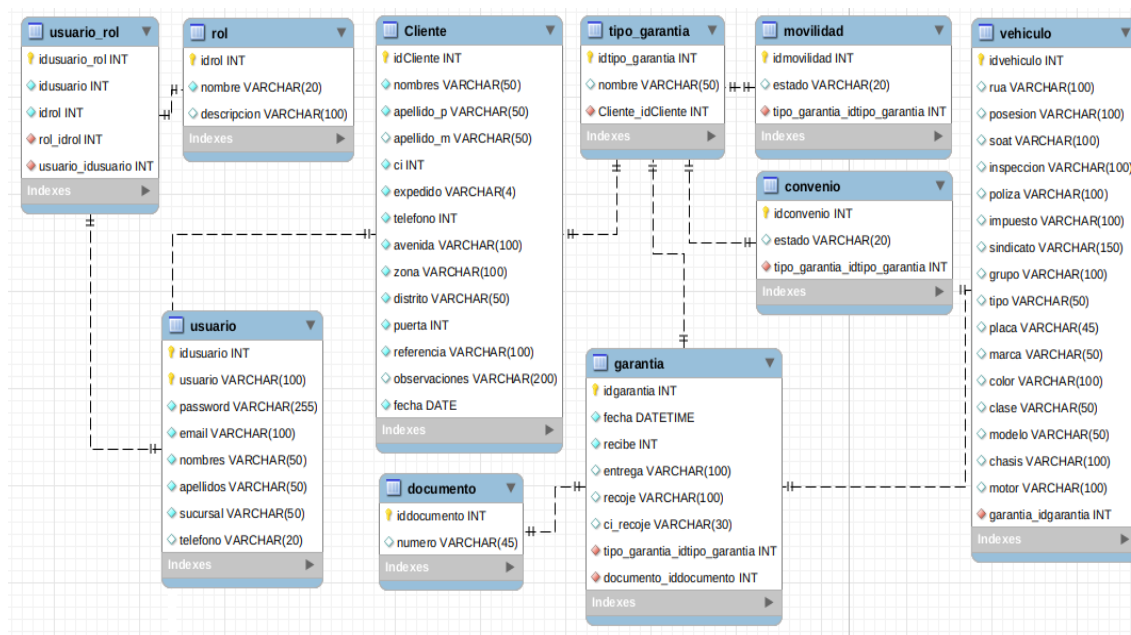 usuario_rol
idusuario_rol INT
idusuario INT
idrol INT
rol_idrol INT
usuario_idusuario INT
Indexes
rol
idrol INT
nombre VARCHAR(20)
descripcion VARCHAR(100)
Indexes
Cliente
idCliente INT
nombres VARCHAR(50)
apellido_p VARCHAR(50)
apellido_m VARCHAR(50)
ci INT
expedido VARCHAR(4)
telefono INT
avenida VARCHAR(100)
zona VARCHAR(100)
distrito VARCHAR(50)
puerta INT
referencia VARCHAR(100)
observaciones VARCHAR(200)
fecha DATE
Indexes
tipo_garantia
idtipo_garantia INT
nombre VARCHAR(50)
Cliente_idCliente INT
Indexes
movilidad
idmovilidad INT
estado VARCHAR(20)
tipo_garantia_idtipo_garantia INT
Indexes
convenio
idconvenio INT
estado VARCHAR(20)
tipo_garantia_idtipo_garantia INT
Indexes
vehiculo
idvehiculo INT
rua VARCHAR(100)
posesion VARCHAR(100)
soat VARCHAR(100)
inspeccion VARCHAR(100)
poliza VARCHAR(100)
impuesto VARCHAR(100)
sindicato VARCHAR(150)
grupo VARCHAR(100)
tipo VARCHAR(50)
placa VARCHAR(45)
marca VARCHAR(50)
color VARCHAR(100)
clase VARCHAR(50)
modelo VARCHAR(50)
chasis VARCHAR(100)
motor VARCHAR(100)
garantia_idgarantia INT
Indexes
usuario
idusuario INT
usuario VARCHAR(100)
password VARCHAR(255)
email VARCHAR(100)
nombres VARCHAR(50)
apellidos VARCHAR(50)
sucursal VARCHAR(50)
telefono VARCHAR(20)
Indexes
documento
iddocumento INT
numero VARCHAR(45)
Indexes
garantia
idgarantia INT
fecha DATETIME
recibe INT
entrega VARCHAR(100)
recoje VARCHAR(100)
ci_recoje VARCHAR(30)
tipo_garantia_idtipo_garantia INT
documento_iddocumento INT
Indexes